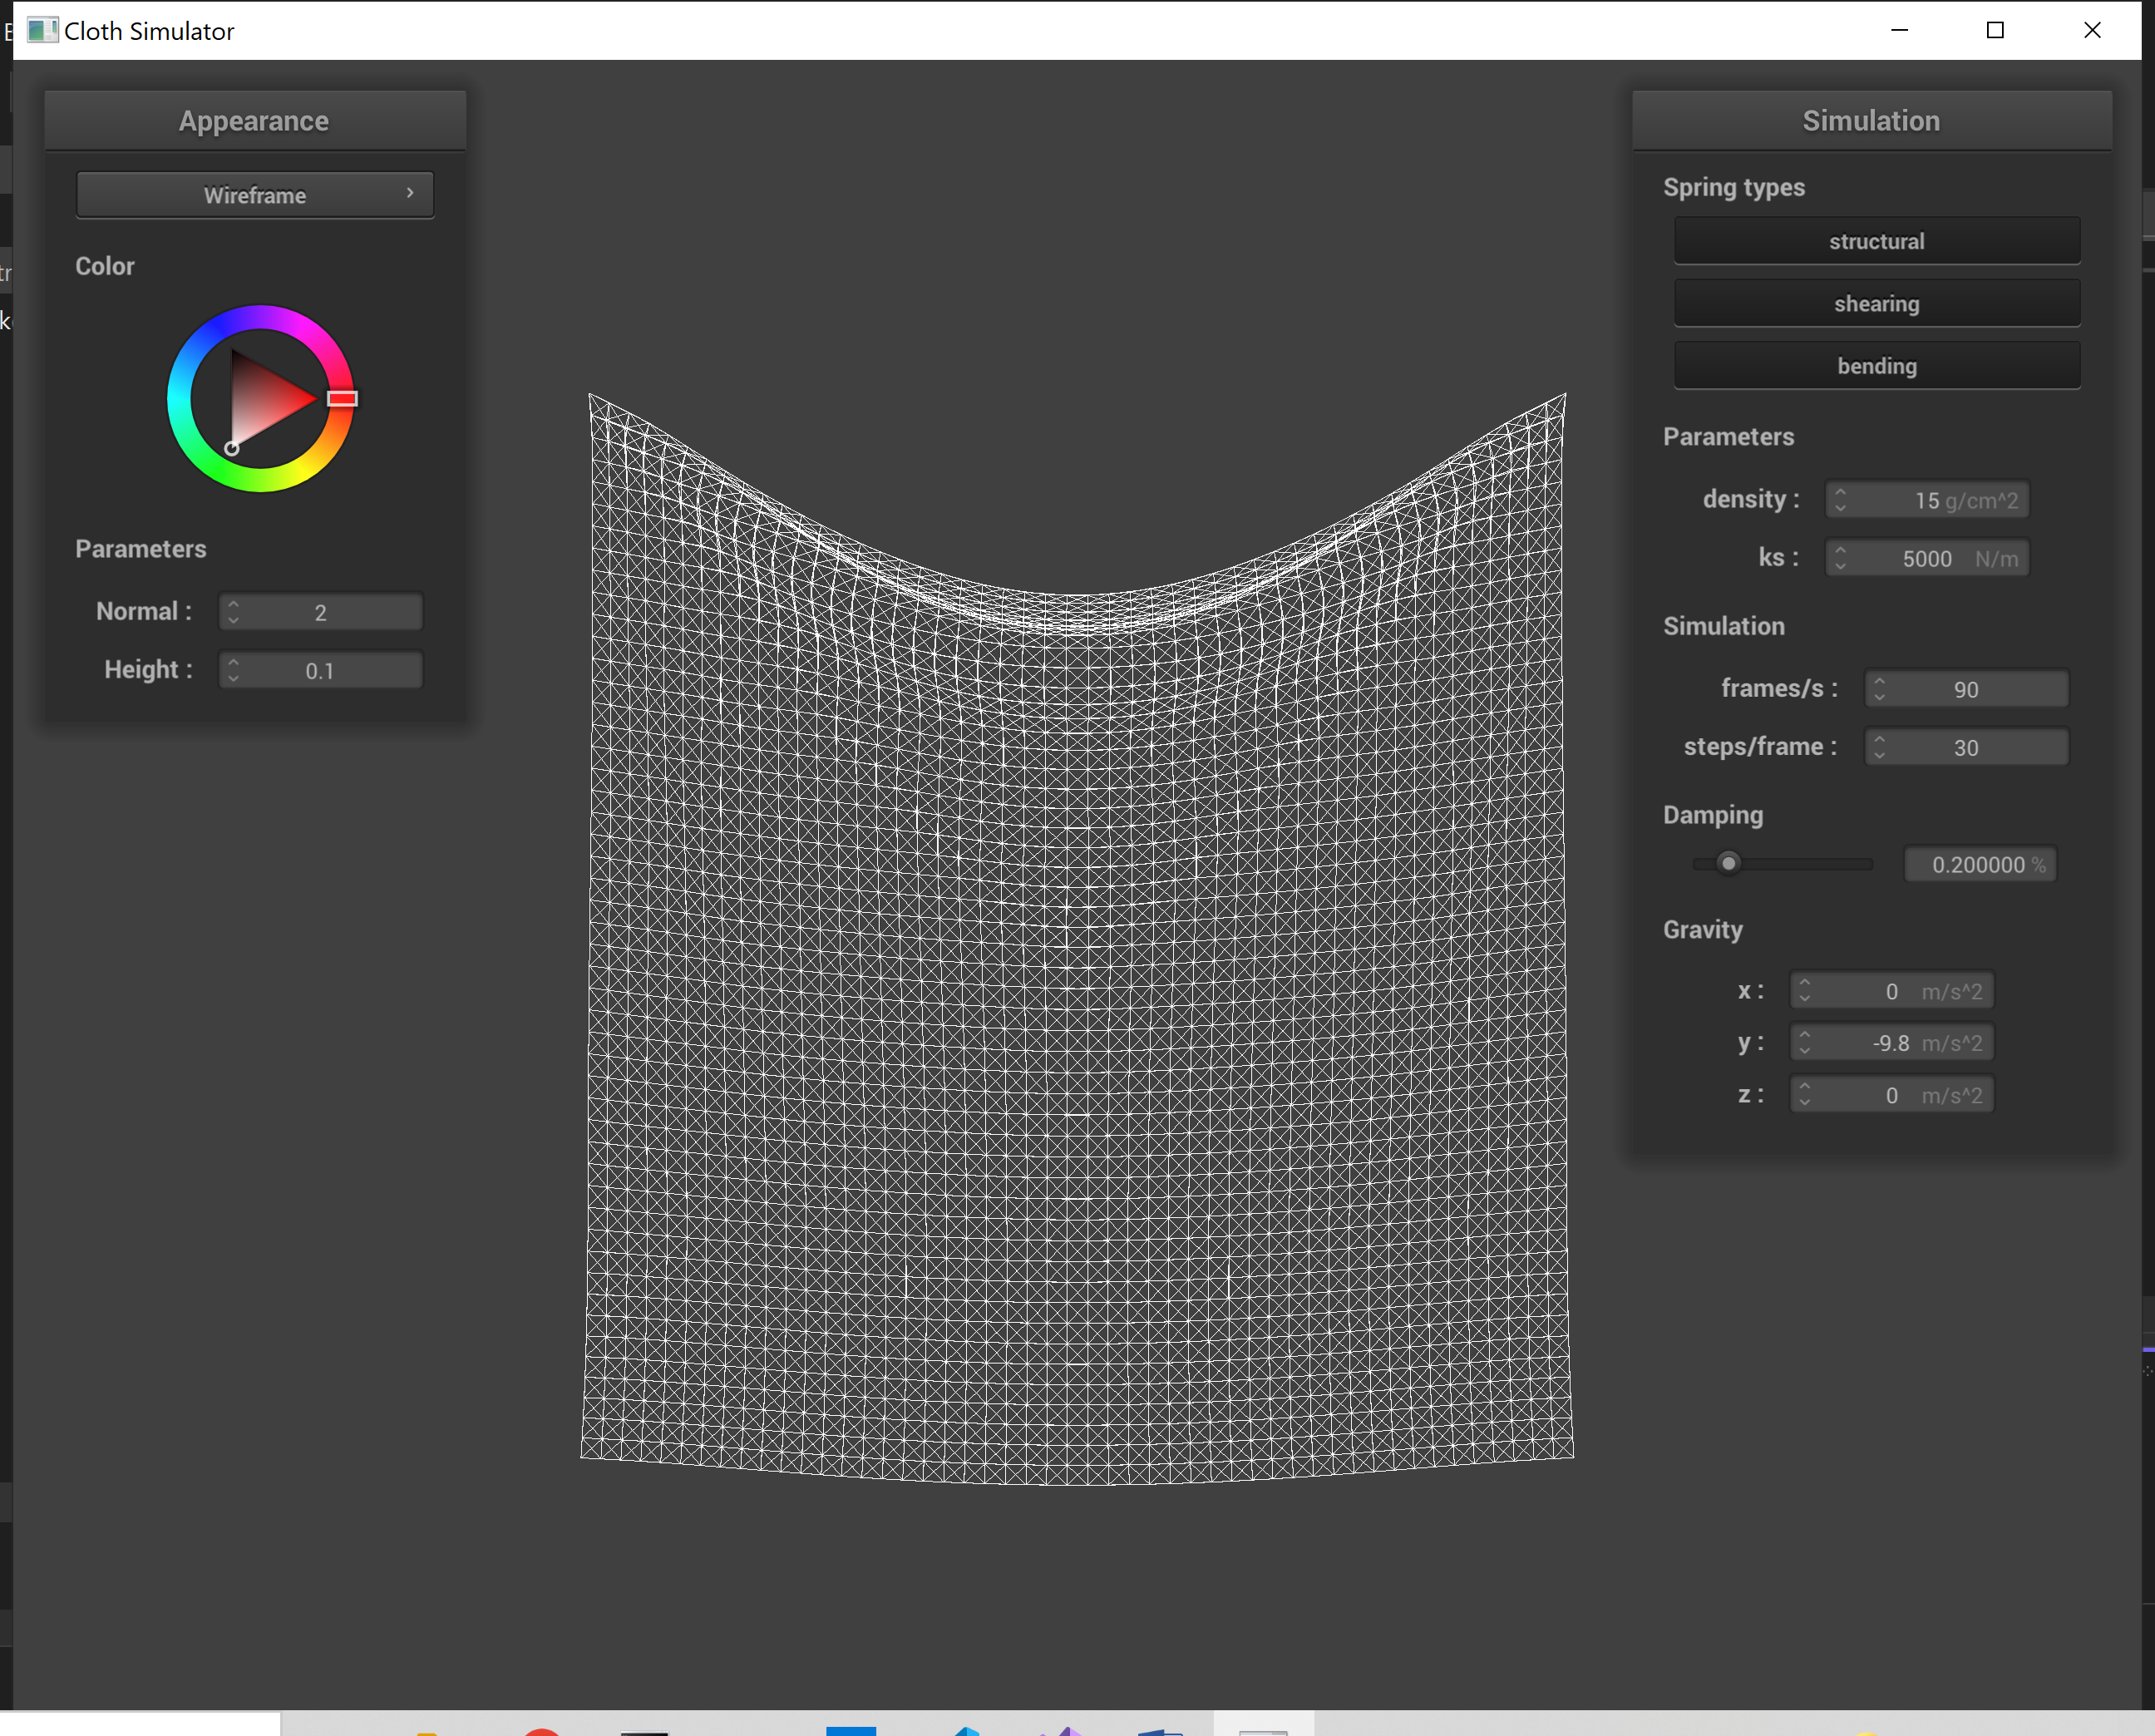 Cloth Simulator
Appearance
Wireframe
Color
Parameters
Normal : 2
Height : 0.1
Simulation
Spring types
structural
shearing
bending
Parameters
density : 15 g/cm^2
ks : 5000 N/m
Simulation
frames/s : 90
steps/frame : 30
Damping
0.200000 %
Gravity
x : 0 m/s^2
y : -9.8 m/s^2
z : 0 m/s^2